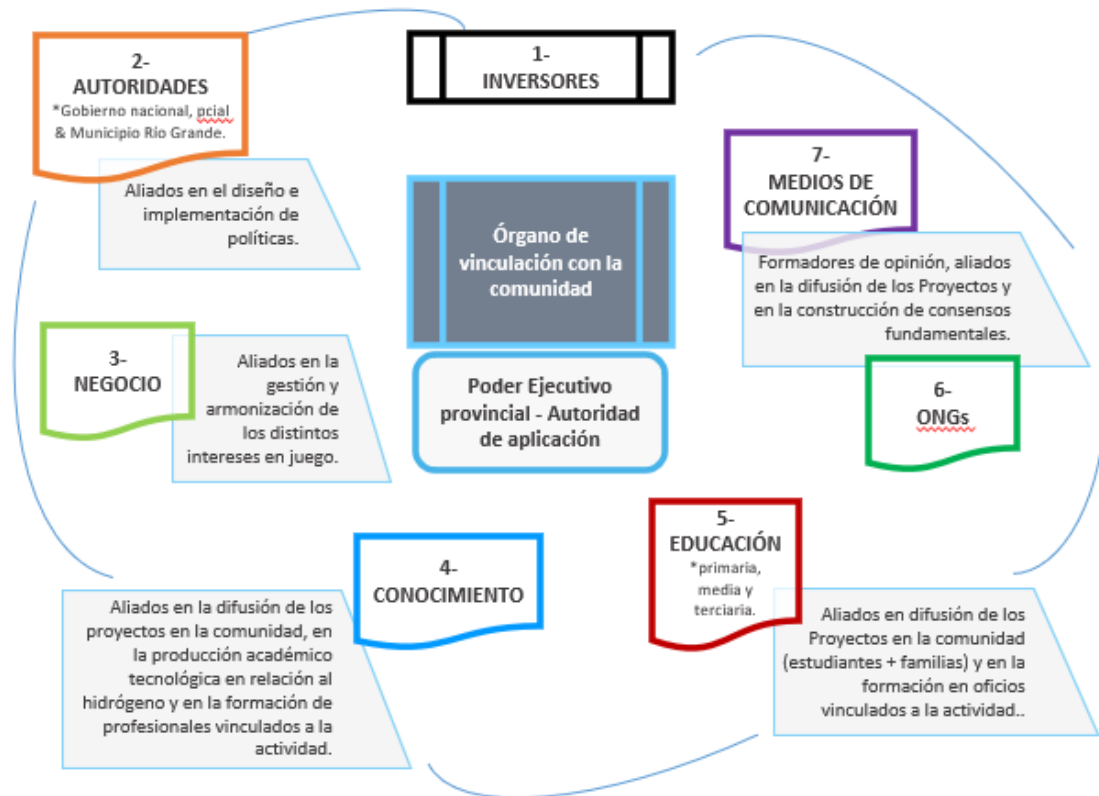 1-
INVERSORES
2-
AUTORIDADES
*Gobierno nacional, pcial
& Municipio Río Grande.
Aliados en el diseño e
implementación de
políticas.
3-
NEGOCIO
Aliados en la
gestión y
armonización de
los distintos
intereses en juego.
Órgano de
vinculación con la
comunidad
Poder Ejecutivo
provincial - Autoridad
de aplicación
4-
CONOCIMIENTO
Aliados en la difusión de los
proyectos en la comunidad, en
la producción académico
tecnológica en relación al
hidrógeno y en la formación de
profesionales vinculados a la
actividad.
5-
EDUCACIÓN
*primaria,
media y
terciaria.
Aliados en difusión de los
Proyectos en la comunidad
(estudiantes + familias) y en la
formación en oficios
vinculados a la actividad..
6-
ONGs
7-
MEDIOS DE
COMUNICACIÓN
Formadores de opinión, aliados
en la difusión de los Proyectos y
en la construcción de consensos
fundamentales.